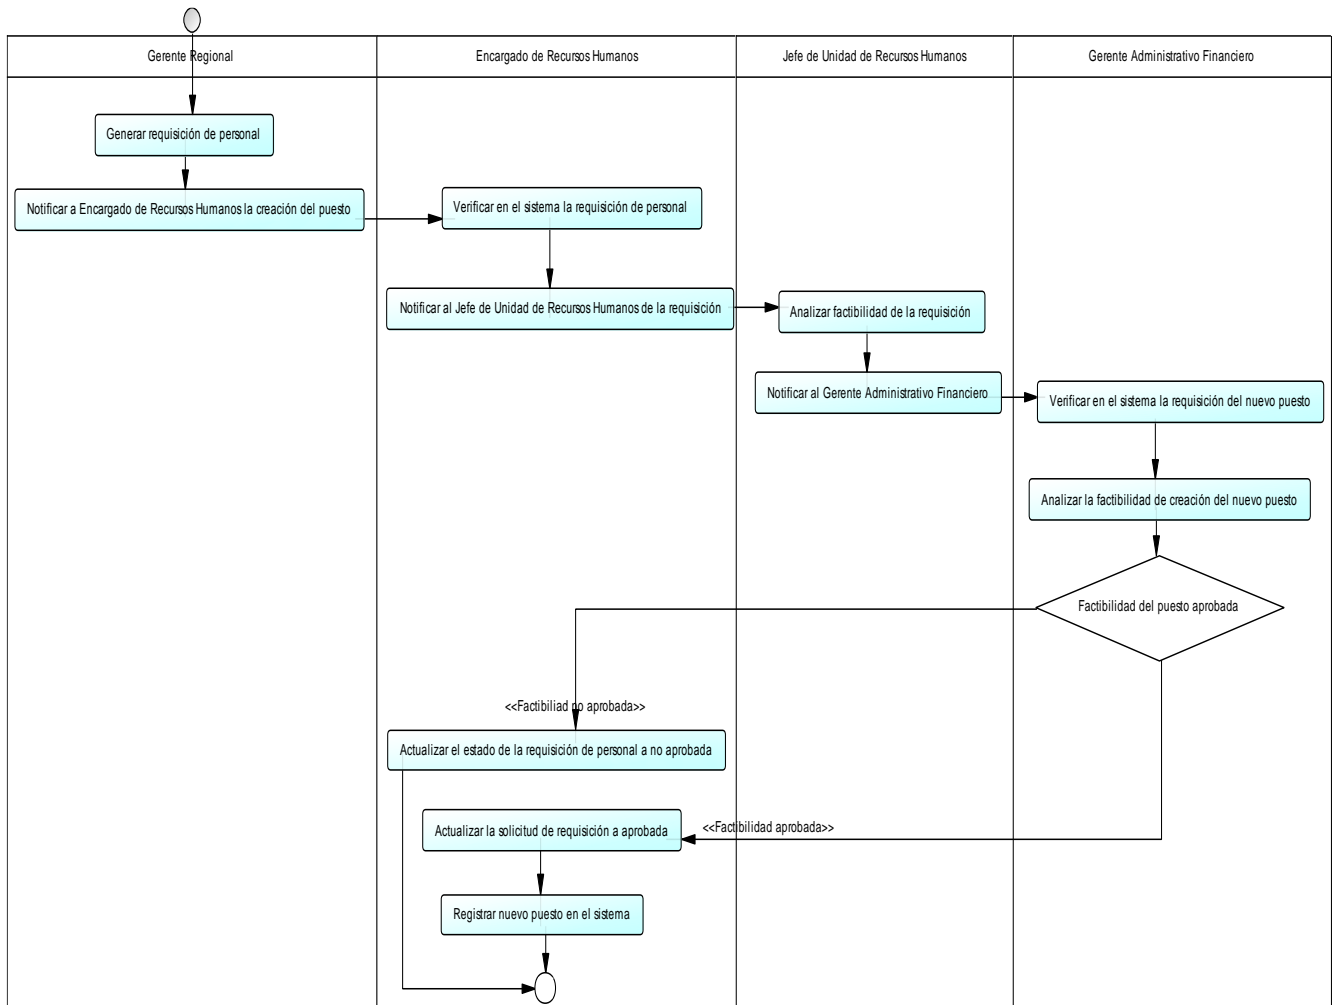 Gerente Regional
Encargado de Recursos Humanos
Jefe de Unidad de Recursos Humanos
Gerente Administrativo Financiero
Generar requisición de personal
Notificar a Encargado de Recursos Humanos la creación del puesto
Verificar en el sistema la requisición de personal
Notificar al Jefe de Unidad de Recursos Humanos de la requisición
Analizar factibilidad de la requisición
Notificar al Gerente Administrativo Financiero
Verificar en el sistema la requisición del nuevo puesto
Analizar la factibilidad de creación del nuevo puesto
Factibilidad del puesto aprobada
<<Factibiliad no aprobada>>
Actualizar el estado de la requisición de personal a no aprobada
Actualizar la solicitud de requisición a aprobada
<<Factibilidad aprobada>>
Registrar nuevo puesto en el sistema